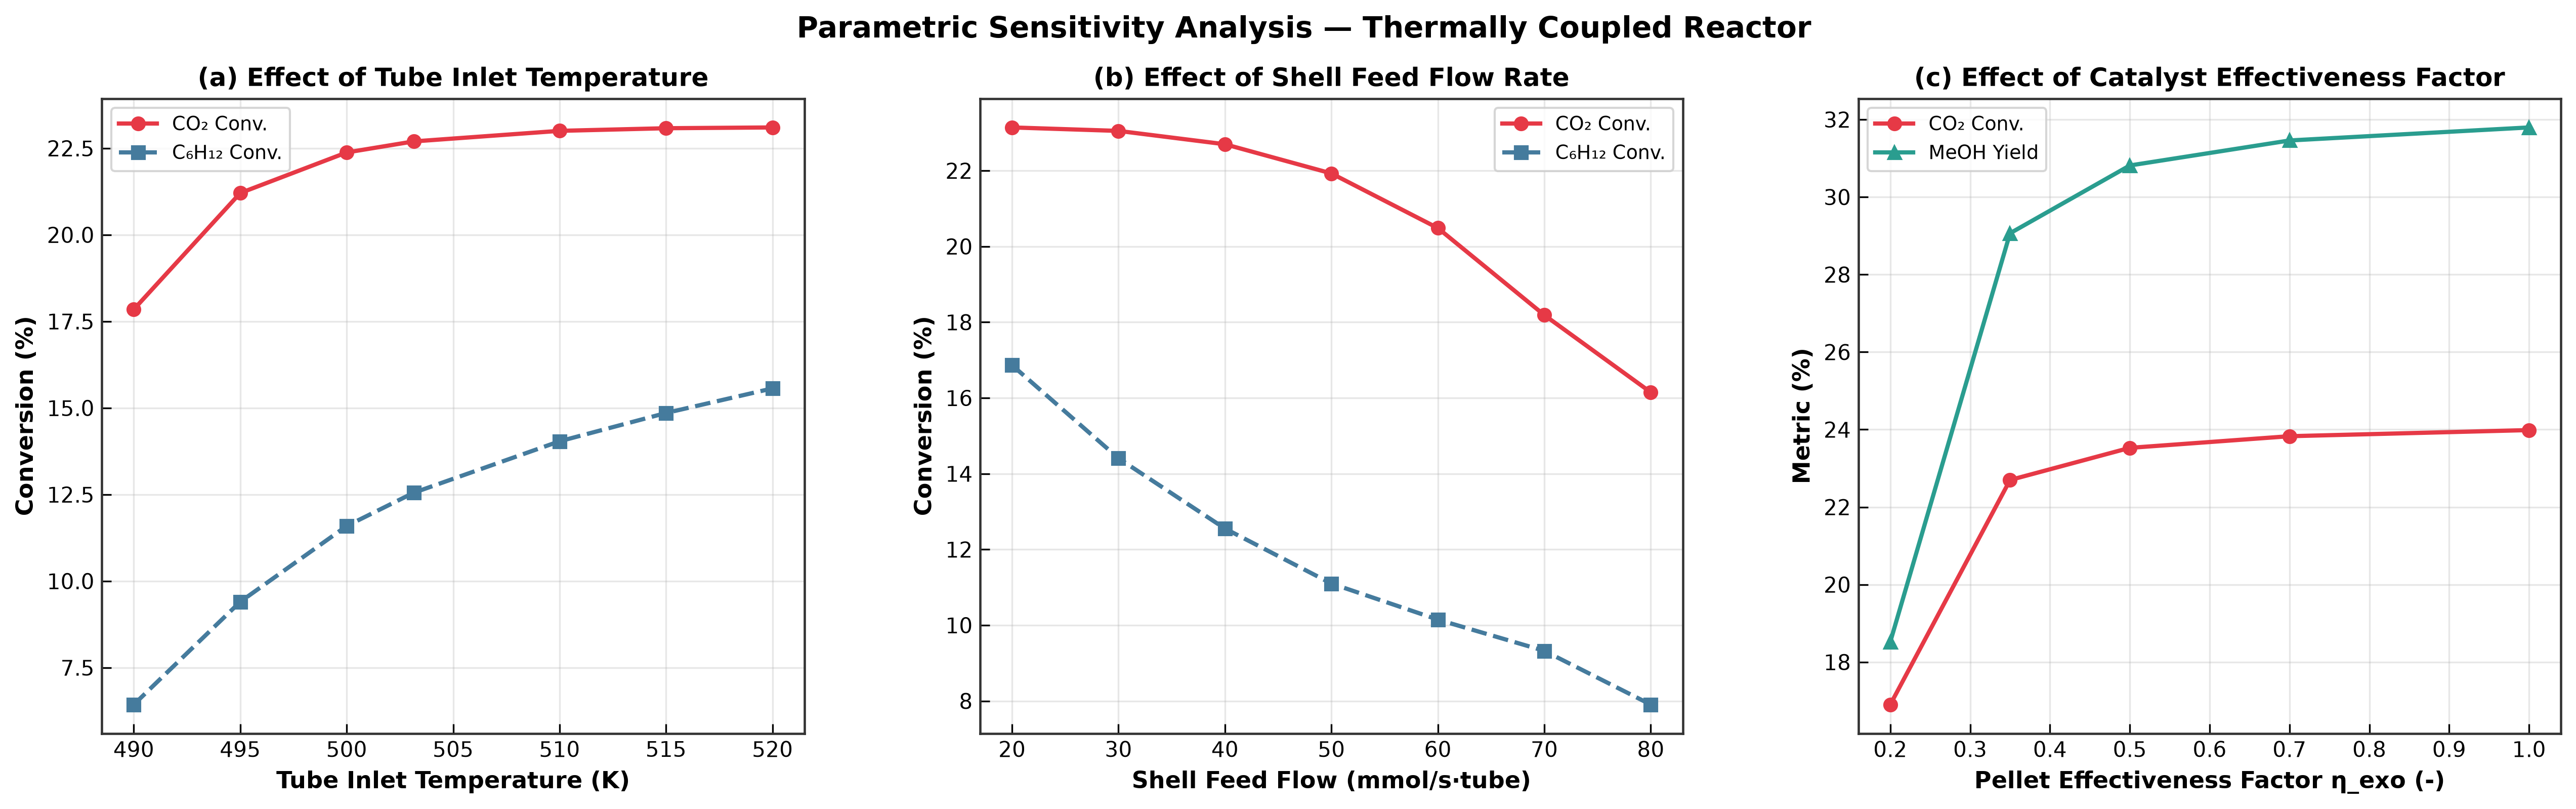 Parametric Sensitivity Analysis — Thermally Coupled Reactor
(a) Effect of Tube Inlet Temperature
CO₂ Conv.
C₆H₁₂ Conv.
Conversion (%)
22.5
20.0
17.5
15.0
12.5
10.0
7.5
490 495 500 505 510 515 520
Tube Inlet Temperature (K)
(b) Effect of Shell Feed Flow Rate
CO₂ Conv.
C₆H₁₂ Conv.
Conversion (%)
22
20
18
16
14
12
10
8
20 30 40 50 60 70 80
Shell Feed Flow (mmol/s·tube)
(c) Effect of Catalyst Effectiveness Factor
CO₂ Conv.
MeOH Yield
Metric (%)
32
30
28
26
24
22
20
18
0.2 0.3 0.4 0.5 0.6 0.7 0.8 0.9 1.0
Pellet Effectiveness Factor η_exo (-)